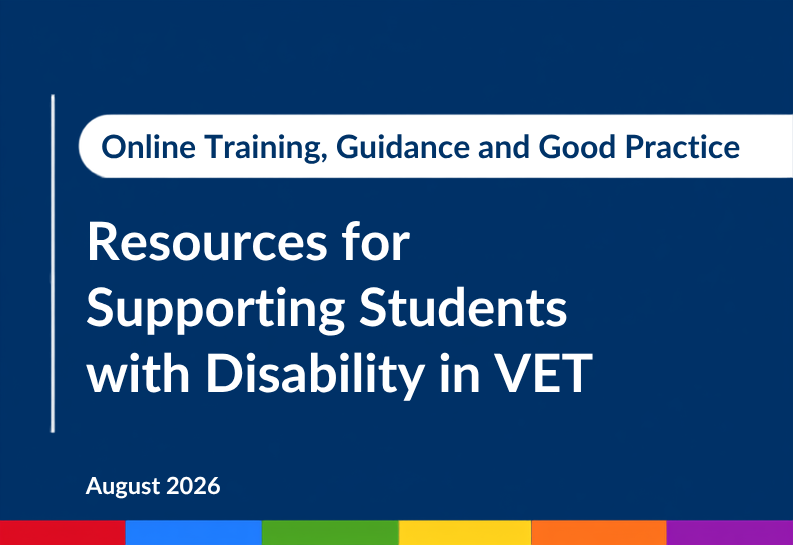 Online Training, Guidance and Good Practice
Resources for
Supporting Students
with Disability in VET
August 2026